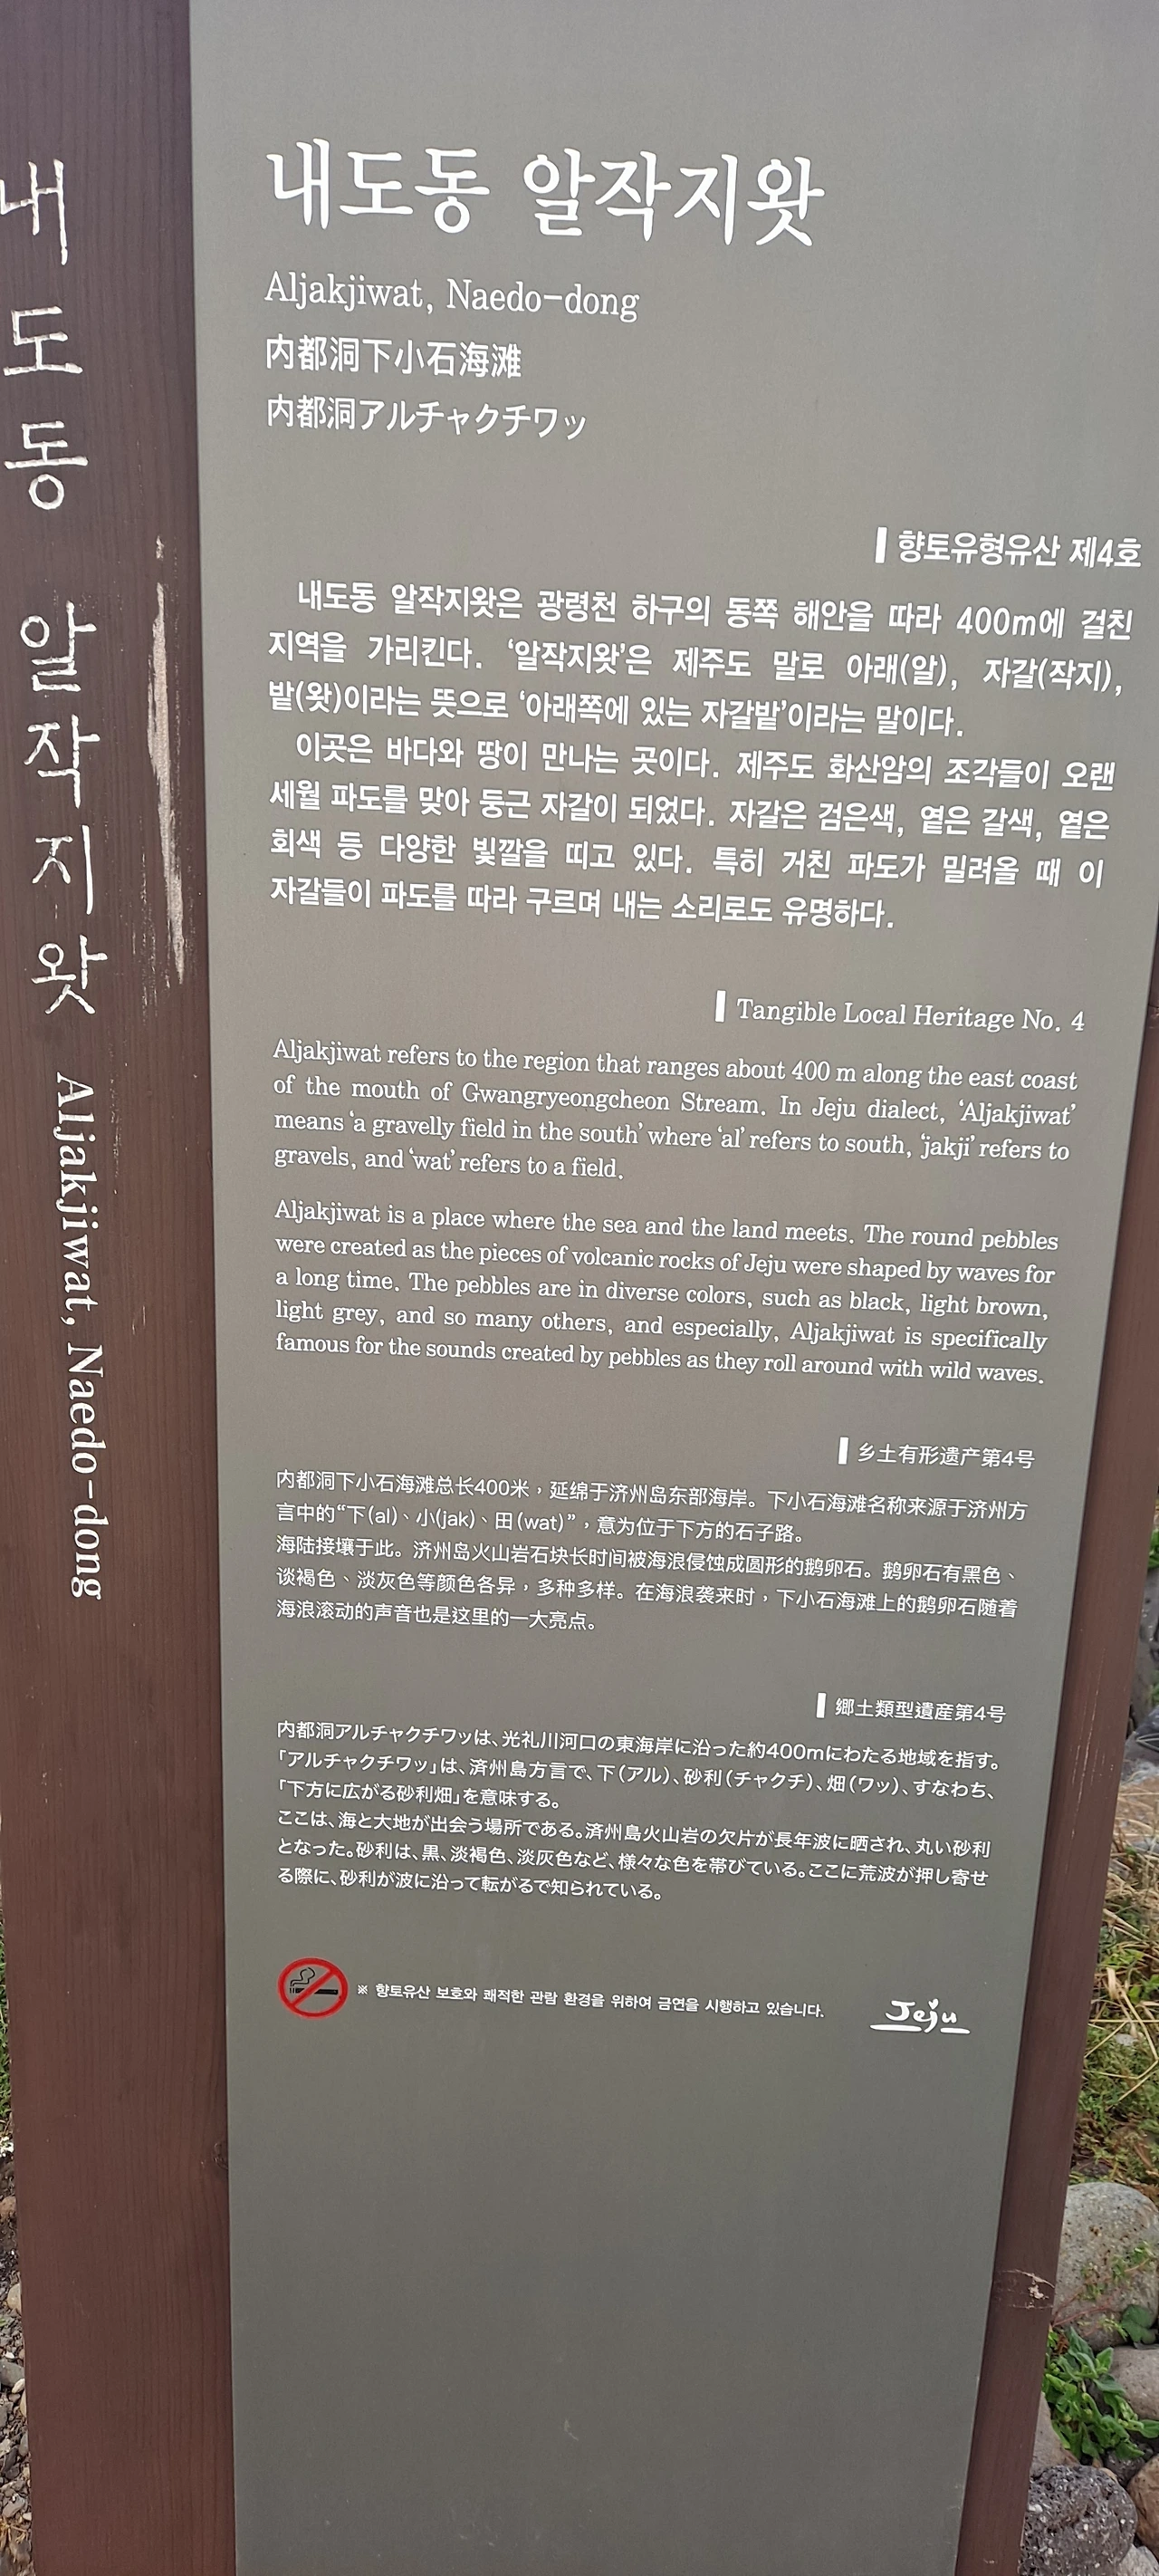 내도동 알작지왓 Aljakjiwat, Naedo-dong
내도동 알작지왓
Aljakjiwat, Naedo-dong
内都洞下小石海滩
内都洞アルチャクチワッ
향토유형유산 제4호
내도동 알작지왓은 광령천 하구의 동쪽 해안을 따라 400m에 걸친
지역을 가리킨다. ‘알작지왓’은 제주도 말로 아래(알), 자갈(작지),
밭(왓)이라는 뜻으로 ‘아래쪽에 있는 자갈밭’이라는 말이다.
이곳은 바다와 땅이 만나는 곳이다. 제주도 화산암의 조각들이 오랜
세월 파도를 맞아 둥근 자갈이 되었다. 자갈은 검은색, 옅은 갈색, 옅은
회색 등 다양한 빛깔을 띠고 있다. 특히 거친 파도가 밀려올 때 이
자갈들이 파도를 따라 구르며 내는 소리로도 유명하다.
Tangible Local Heritage No. 4
Aljakjiwat refers to the region that ranges about 400 m along the east coast
of the mouth of Gwangryeongcheon Stream. In Jeju dialect, ‘Aljakjiwat’
means ‘a gravelly field in the south’ where ‘al’ refers to south, ‘jakji’ refers to
gravels, and ‘wat’ refers to a field.
Aljakjiwat is a place where the sea and the land meets. The round pebbles
were created as the pieces of volcanic rocks of Jeju were shaped by waves for
a long time. The pebbles are in diverse colors, such as black, light brown,
light grey, and so many others, and especially, Aljakjiwat is specifically
famous for the sounds created by pebbles as they roll around with wild waves.
乡土有形遗产第4号
内都洞下小石海滩总长400米，延绵于济州岛东部海岸。下小石海滩名称来源于济州方
言中的“下(al)、小(jak)、田(wat)”，意为位于下方的石子路。
海陆接壤于此。济州岛火山岩石块长时间被海浪侵蚀成圆形的鹅卵石。鹅卵石有黑色、
谈褐色、淡灰色等颜色各异，多种多样。在海浪袭来时，下小石海滩上的鹅卵石随着
海浪滚动的声音也是这里的一大亮点。
郷土類型遺産第4号
内都洞アルチャクチワッは、光礼川河口の東海岸に沿った約400mにわたる地域を指す。
「アルチャクチワッ」は、済州島方言で、下（アル）、砂利（チャクチ）、畑（ワッ）、すなわち、
「下方に広がる砂利畑」を意味する。
ここは、海と大地が出会う場所である。済州島火山岩の欠片が長年波に晒され、丸い砂利
となった。砂利は、黒、淡褐色、淡灰色など、様々な色を帯びている。ここに荒波が押し寄せ
る際に、砂利が波に沿って転がるで知られている。
※ 향토유산 보호와 쾌적한 관람 환경을 위하여 금연을 시행하고 있습니다.
Jeju